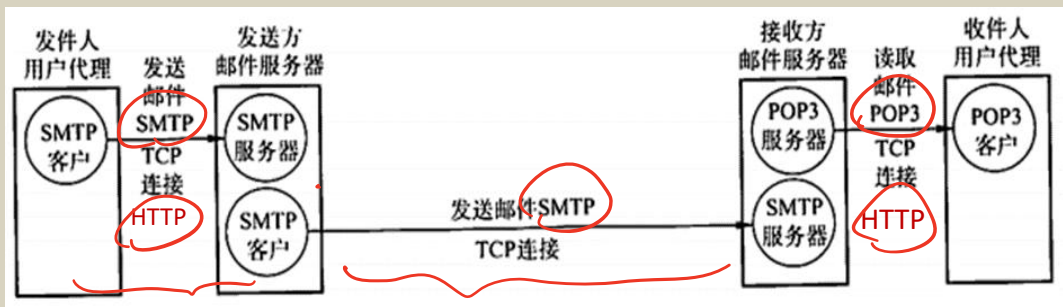 发件人
用户代理
发送
邮件
SMTP
TCP
连接
HTTP
SMTP
客户
发送方
邮件服务器
SMTP
服务器
SMTP
客户
发送邮件SMTP
TCP连接
接收方
邮件服务器
POP3
服务器
SMTP
服务器
读取
邮件
POP3
TCP
连接
HTTP
收件人
用户代理
POP3
客户